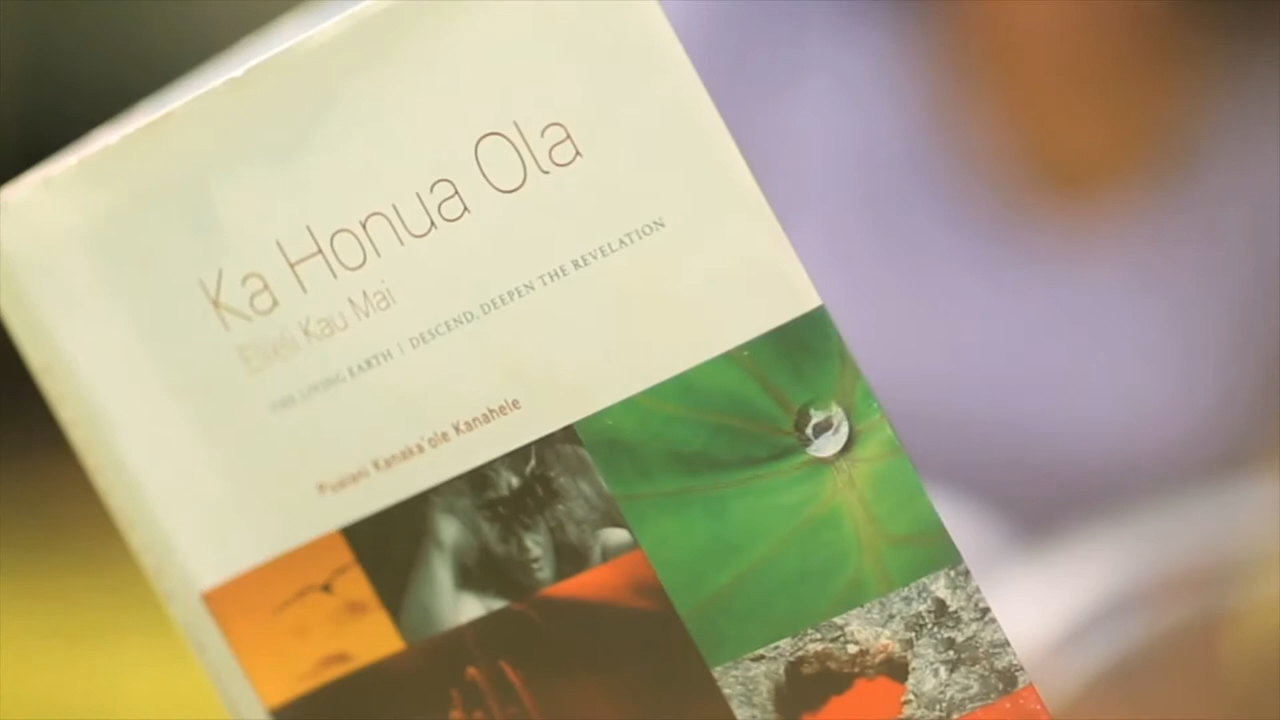 Ka Honua Ola
ʻEliʻeli Kau Mai
THE LIVING EARTH | DESCEND, DEEPEN THE REVELATION
Pualani Kanakaʻole Kanahele